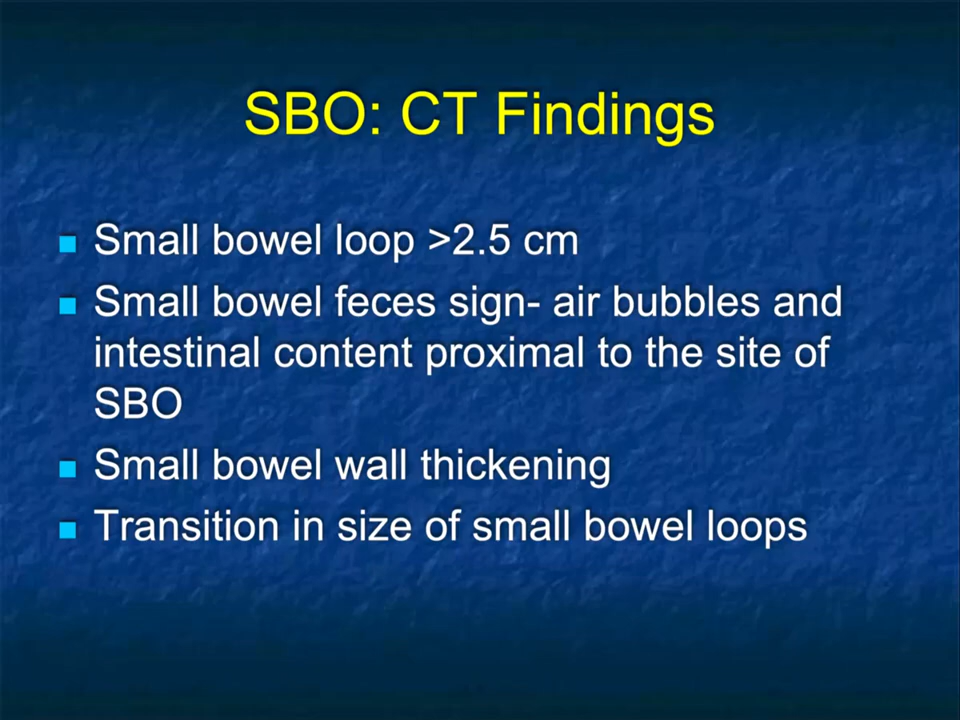 SBO: CT Findings
Small bowel loop >2.5 cm
Small bowel feces sign- air bubbles and
intestinal content proximal to the site of
SBO
Small bowel wall thickening
Transition in size of small bowel loops